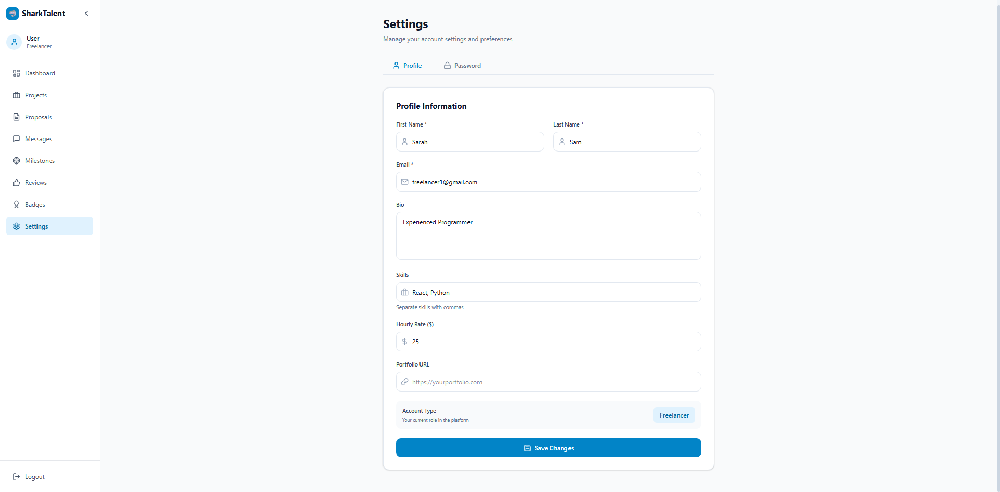 SharkTalent
User
Freelancer
Dashboard
Projects
Proposals
Messages
Milestones
Reviews
Badges
Settings
Logout
Settings
Manage your account settings and preferences
Profile
Password
Profile Information
First Name *
Last Name *
Sarah
Sam
Email *
freelancer1@gmail.com
Bio
Experienced Programmer
Skills
React, Python
Separate skills with commas
Hourly Rate ($)
$ 25
Portfolio URL
https://yourportfolio.com
Account Type
Your current role in the platform
Freelancer
Save Changes